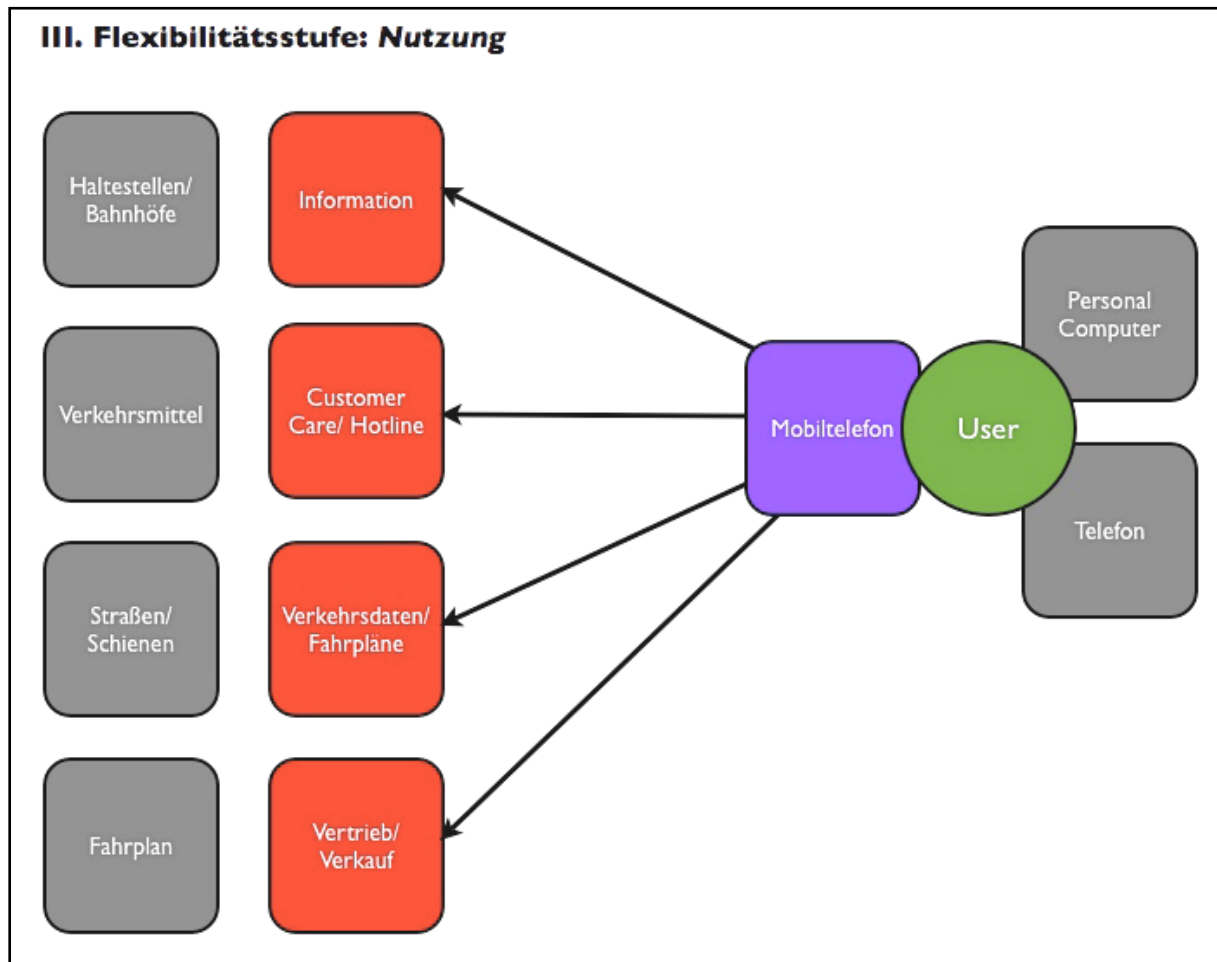 III. Flexibilitätsstufe: Nutzung
Haltestellen/
Bahnhöfe
Information
Personal
Computer
Verkehrsmittel
Customer
Care/ Hotline
Mobiltelefon
User
Telefon
Straßen/
Schienen
Verkehrsdaten/
Fahrpläne
Fahrplan
Vertrieb/
Verkauf